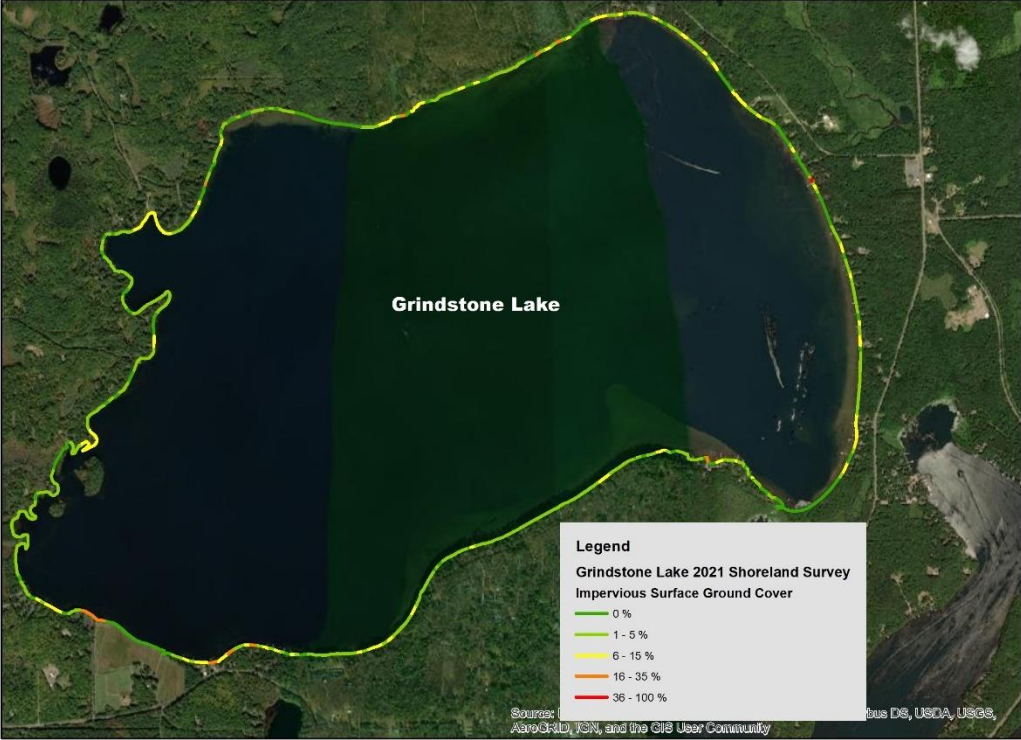 Grindstone Lake
Legend
Grindstone Lake 2021 Shoreland Survey
Impervious Surface Ground Cover
0 %
1 - 5 %
6 - 15 %
16 - 35 %
36 - 100 %
Source: bus DS, USDA, USGS,
AeroGRID, IGN, and the GIS User Community